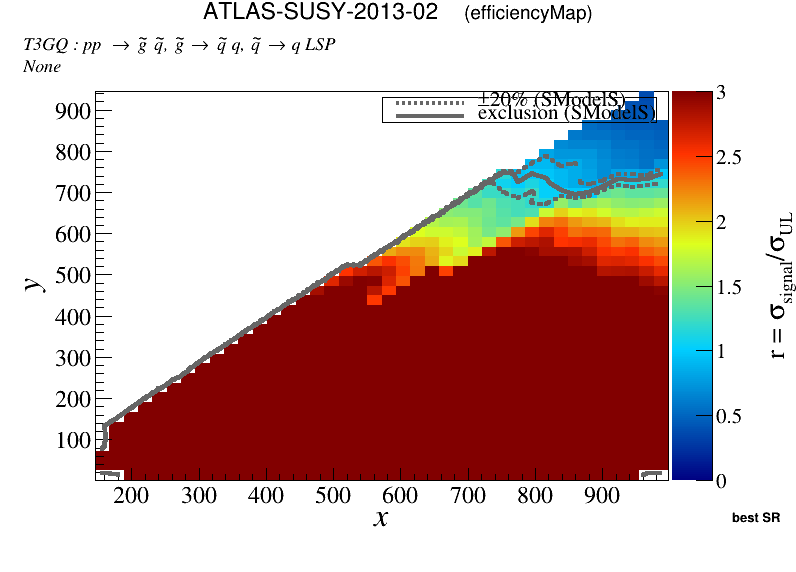 ATLAS-SUSY-2013-02 (efficiencyMap)
T3GQ : pp → g̃ q̃, g̃ → q̃ q, q̃ → q LSP
None
±20% (SModelS)
exclusion (SModelS)
900
800
700
600
500
400
300
200
100
y
200 300 400 500 600 700 800 900
x
3
2.5
2
1.5
1
0.5
0
r = σsignal/σUL
best SR